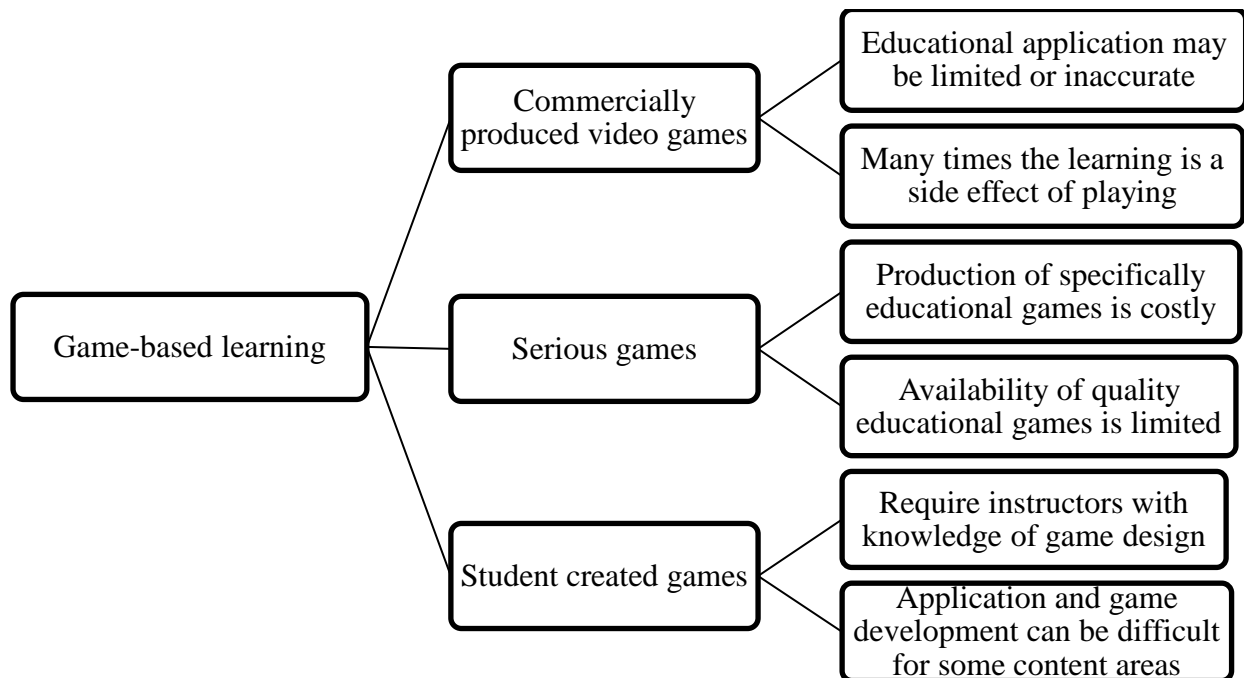 Game-based learning
Commercially
produced video games
Educational application may
be limited or inaccurate
Many times the learning is a
side effect of playing
Serious games
Production of specifically
educational games is costly
Availability of quality
educational games is limited
Student created games
Require instructors with
knowledge of game design
Application and game
development can be difficult
for some content areas